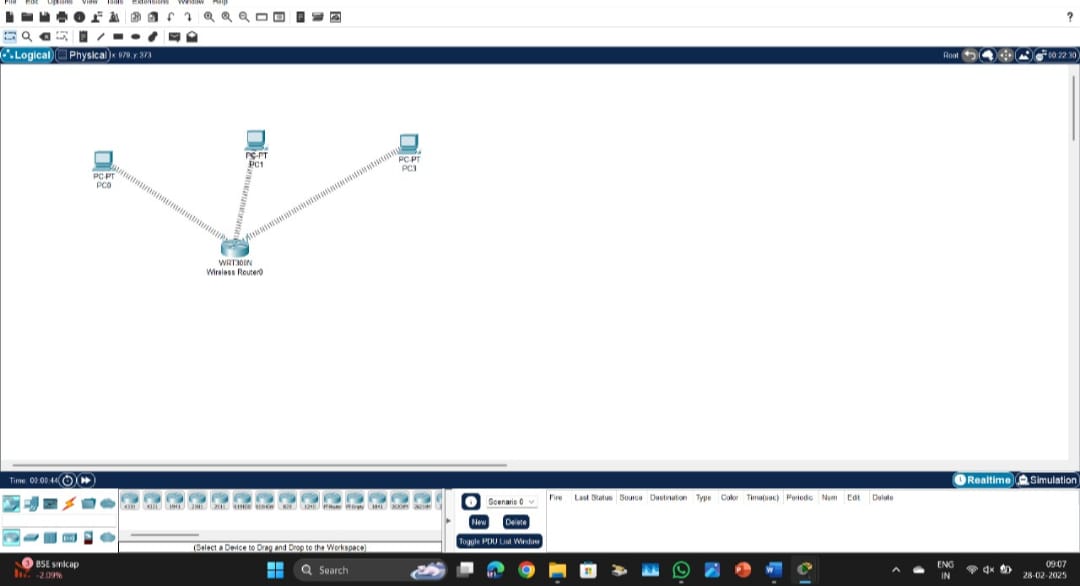 File Edit Options View Tools Extensions Window Help
?
Logical Physical x 979 y 373 Root 00:22:30
PC-PT
PC0
PC-PT
PC1
PC-PT
PC3
WRT300N
Wireless Router0
Time: 00:00:44 Realtime Simulation
Scenario 0
New Delete
Toggle PDU List Window
Fire Last Status Source Destination Type Color Time(sec) Periodic Num Edit Delete
(Select a Device to Drag and Drop to the Workspace)
BSE smlcap
-2.09%
Search
ENG
IN
09:07
28-02-2025